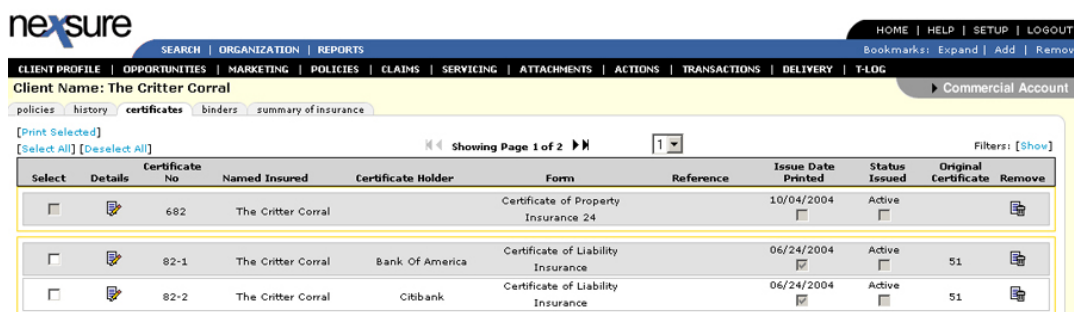 nexsure
HOME | HELP | SETUP | LOGOUT
SEARCH | ORGANIZATION | REPORTS
Bookmarks: Expand | Add | Remov
CLIENT PROFILE | OPPORTUNITIES | MARKETING | POLICIES | CLAIMS | SERVICING | ATTACHMENTS | ACTIONS | TRANSACTIONS | DELIVERY | T-LOG
Client Name: The Critter Corral
Commercial Account
policies history certificates binders summary of insurance
[Print Selected]
[Select All] [Deselect All] Showing Page 1 of 2 1 Filters: [Show]
Select Details Certificate No Named Insured Certificate Holder Form Reference Issue Date Printed Status Issued Original Certificate Remove
682 The Critter Corral Certificate of Property Insurance 24 10/04/2004 Active
82-1 The Critter Corral Bank Of America Certificate of Liability Insurance 06/24/2004 Active 51
82-2 The Critter Corral Citibank Certificate of Liability Insurance 06/24/2004 Active 51